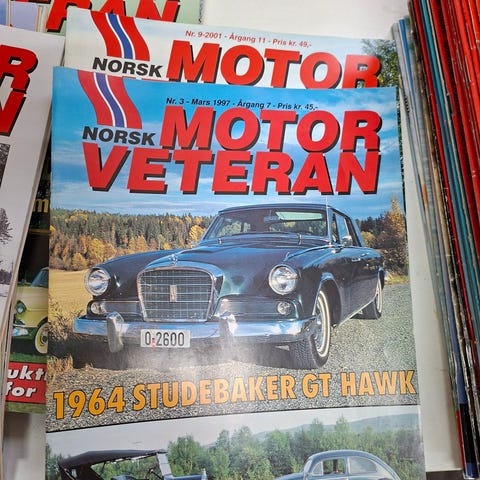 Nr. 9-2001 - Årgang 11 - Pris kr. 49,-
NORSK MOTOR
Nr. 3 - Mars 1997 - Årgang 7 - Pris kr. 45,-
NORSK MOTOR
VETERAN
O-2600
1964 STUDEBAKER GT HAWK
for